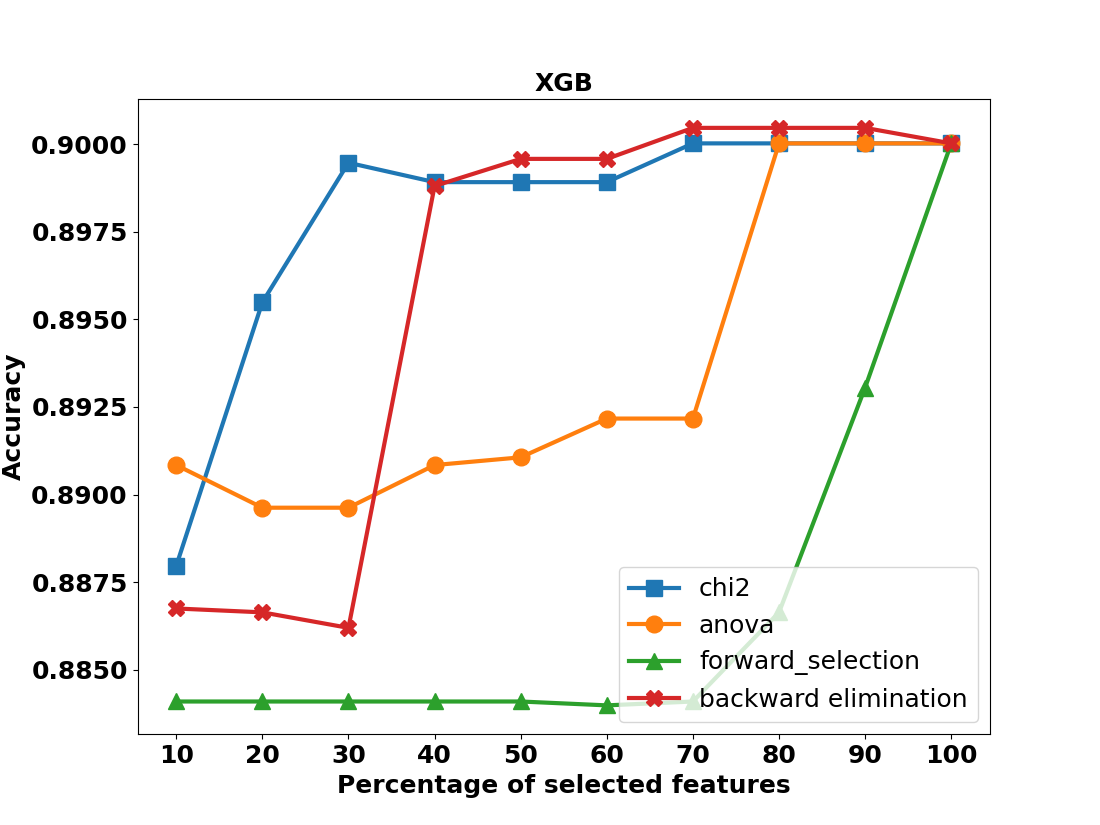 XGB
Accuracy
0.9000
0.8975
0.8950
0.8925
0.8900
0.8875
0.8850
chi2
anova
forward_selection
backward elimination
10 20 30 40 50 60 70 80 90 100
Percentage of selected features